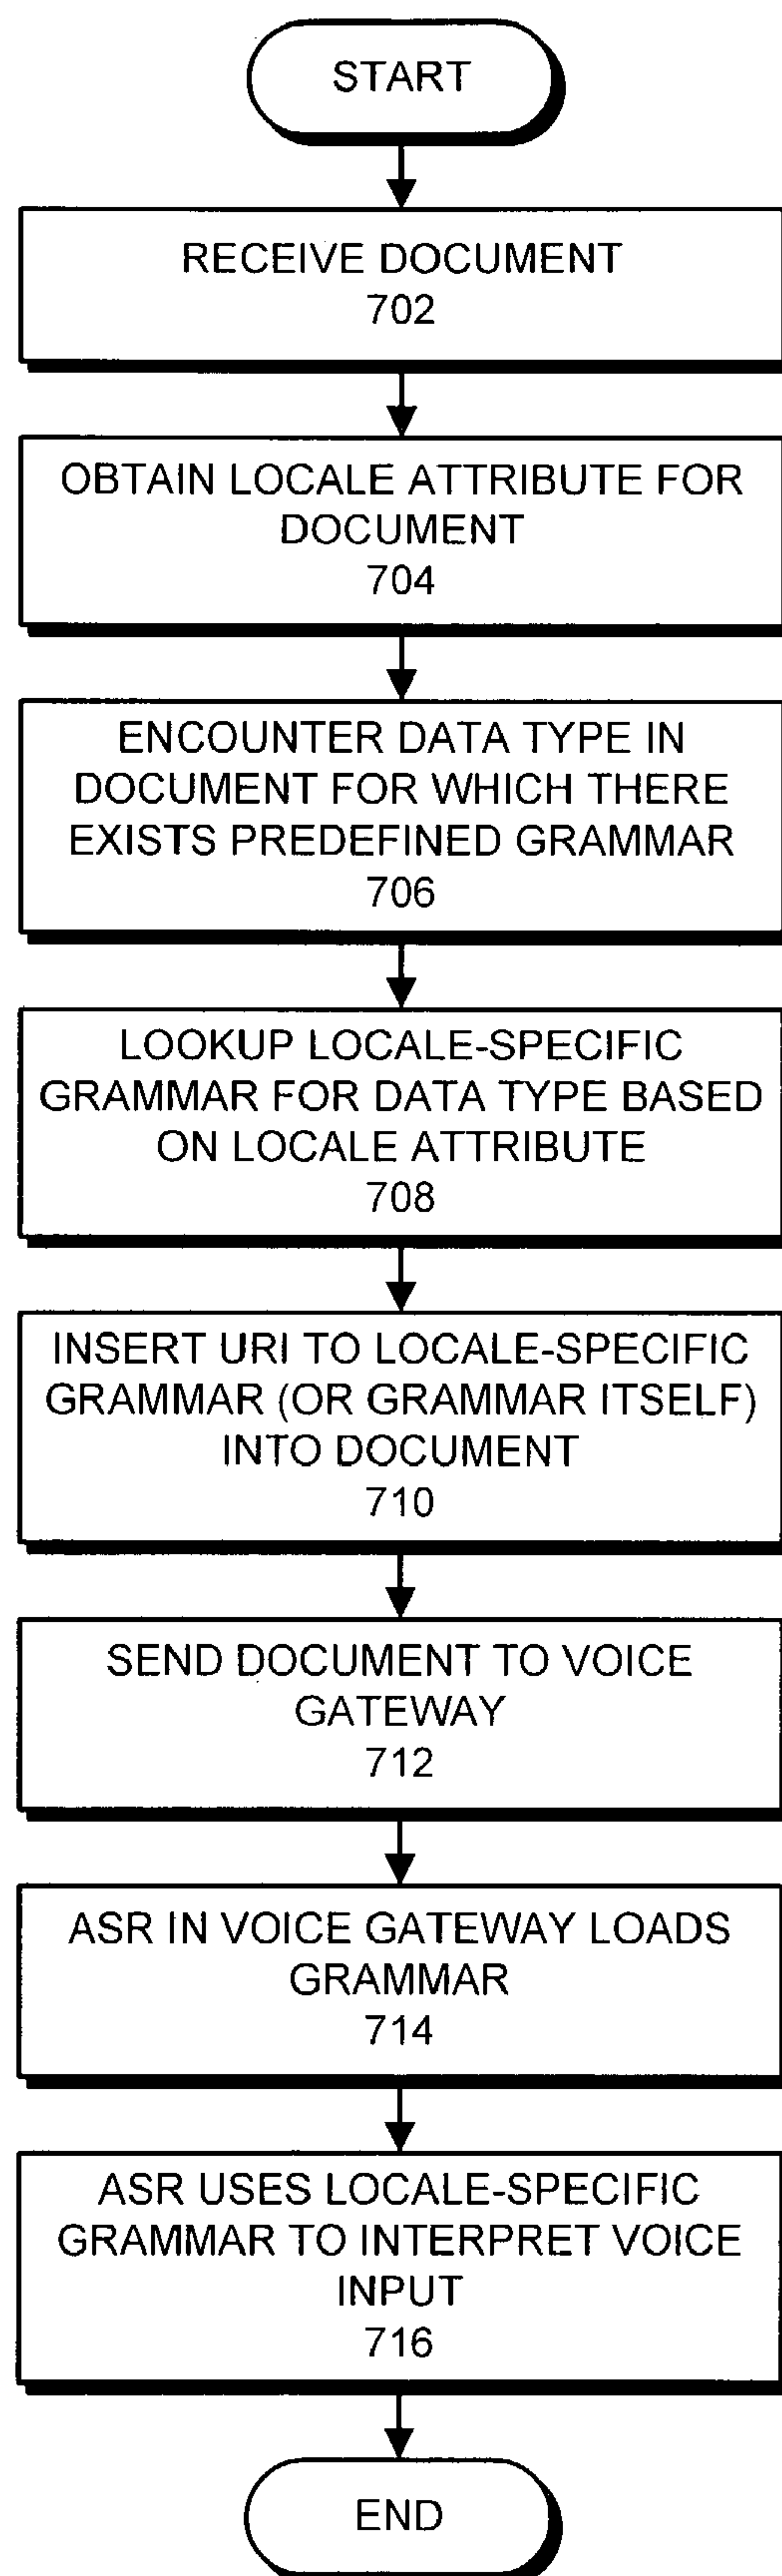 START
RECEIVE DOCUMENT
702
OBTAIN LOCALE ATTRIBUTE FOR
DOCUMENT
704
ENCOUNTER DATA TYPE IN
DOCUMENT FOR WHICH THERE
EXISTS PREDEFINED GRAMMAR
706
LOOKUP LOCALE-SPECIFIC
GRAMMAR FOR DATA TYPE BASED
ON LOCALE ATTRIBUTE
708
INSERT URI TO LOCALE-SPECIFIC
GRAMMAR (OR GRAMMAR ITSELF)
INTO DOCUMENT
710
SEND DOCUMENT TO VOICE
GATEWAY
712
ASR IN VOICE GATEWAY LOADS
GRAMMAR
714
ASR USES LOCALE-SPECIFIC
GRAMMAR TO INTERPRET VOICE
INPUT
716
END